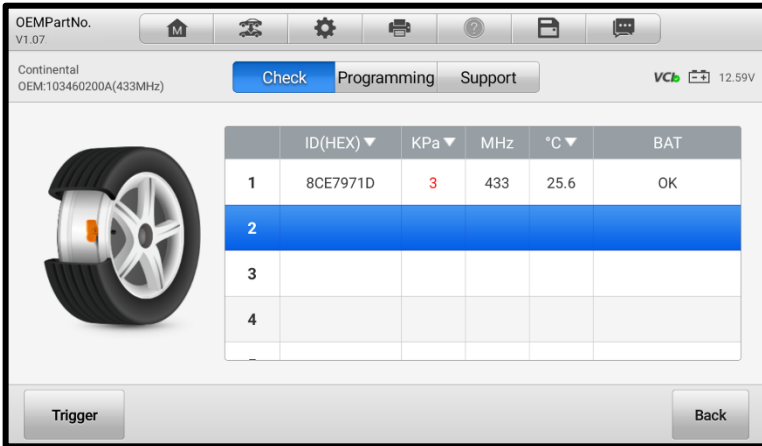 OEMPartNo.
V1.07.
M
?
Continental
OEM:103460200A(433MHz)
Check Programming Support
VCI 12.59V
ID(HEX) ▼ KPa ▼ MHz °C ▼ BAT
1 8CE7971D 3 433 25.6 OK
2
3
4
Trigger Back